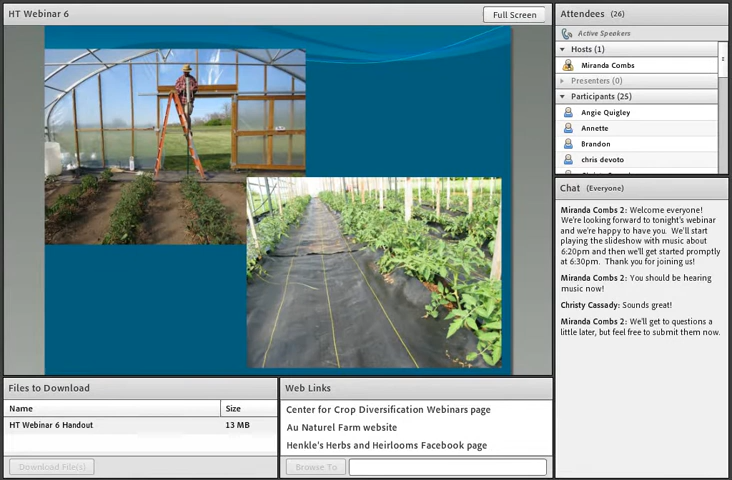 HT Webinar 6
Full Screen
Attendees (26)
Active Speakers
Hosts (1)
Miranda Combs
Presenters (0)
Participants (25)
Angie Quigley
Annette
Brandon
chris devoto
Chat (Everyone)
Miranda Combs 2: Welcome everyone!
We're looking forward to tonight's webinar
and we're happy to have you. We'll start
playing the slideshow with music about
6:20pm and then we'll get started promptly
at 6:30pm. Thank you for joining us!
Miranda Combs 2: You should be hearing
music now!
Christy Cassady: Sounds great!
Miranda Combs 2: We'll get to questions a
little later, but feel free to submit them now.
Files to Download
Name Size
HT Webinar 6 Handout 13 MB
Download File(s)
Web Links
Center for Crop Diversification Webinars page
Au Naturel Farm website
Henkle's Herbs and Heirlooms Facebook page
Browse To